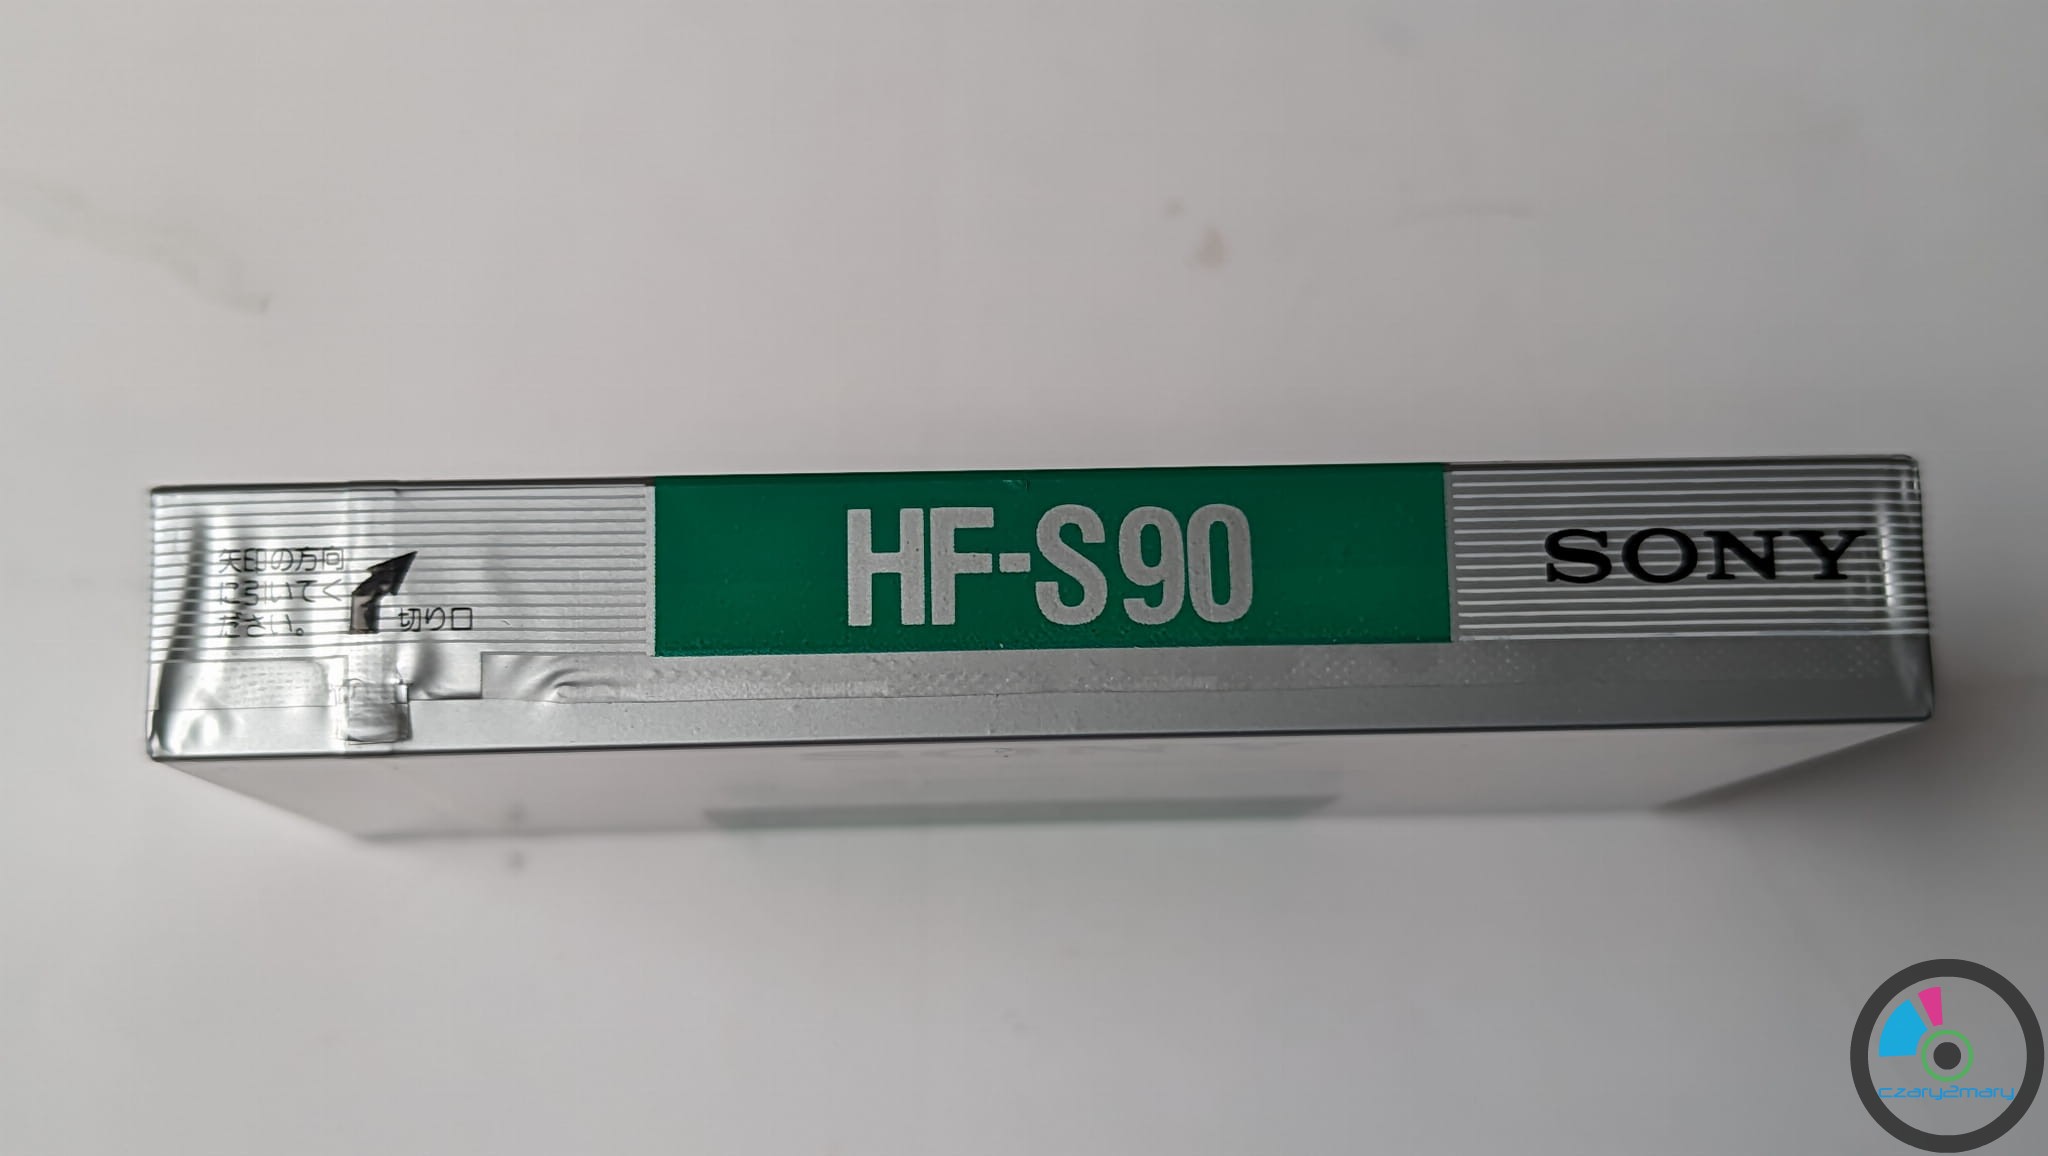 矢印の方向
に引いてく
ださい。
切り口
HF-S90
SONY
czary2mary